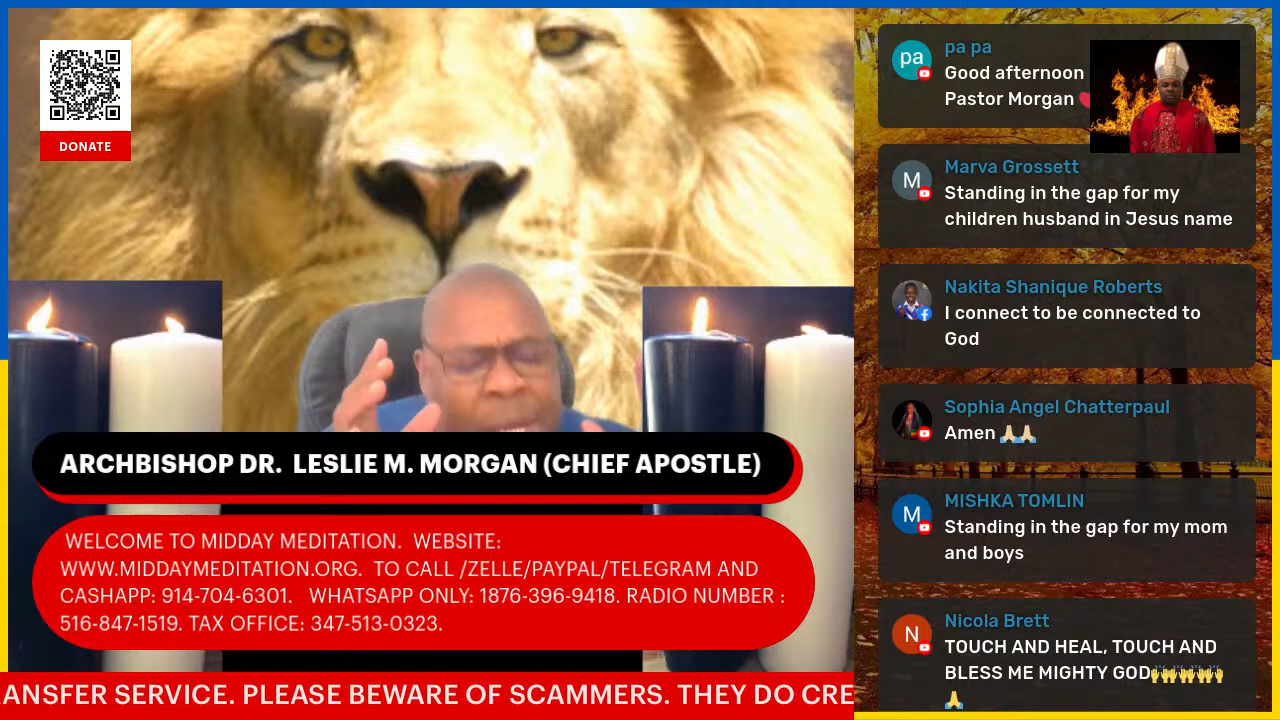 DONATE
ARCHBISHOP DR. LESLIE M. MORGAN (CHIEF APOSTLE)
WELCOME TO MIDDAY MEDITATION. WEBSITE:
WWW.MIDDAYMEDITATION.ORG. TO CALL /ZELLE/PAYPAL/TELEGRAM AND
CASHAPP: 914-704-6301. WHATSAPP ONLY: 1876-396-9418. RADIO NUMBER :
516-847-1519. TAX OFFICE: 347-513-0323.
ANSFER SERVICE. PLEASE BEWARE OF SCAMMERS. THEY DO CRE
pa
pa pa
Good afternoon
Pastor Morgan
M
Marva Grossett
Standing in the gap for my
children husband in Jesus name
Nakita Shanique Roberts
I connect to be connected to
God
Sophia Angel Chatterpaul
Amen 🙏🙏
M
MISHKA TOMLIN
Standing in the gap for my mom
and boys
N
Nicola Brett
TOUCH AND HEAL, TOUCH AND
BLESS ME MIGHTY GOD🙌🙌🙌🙌
🙏